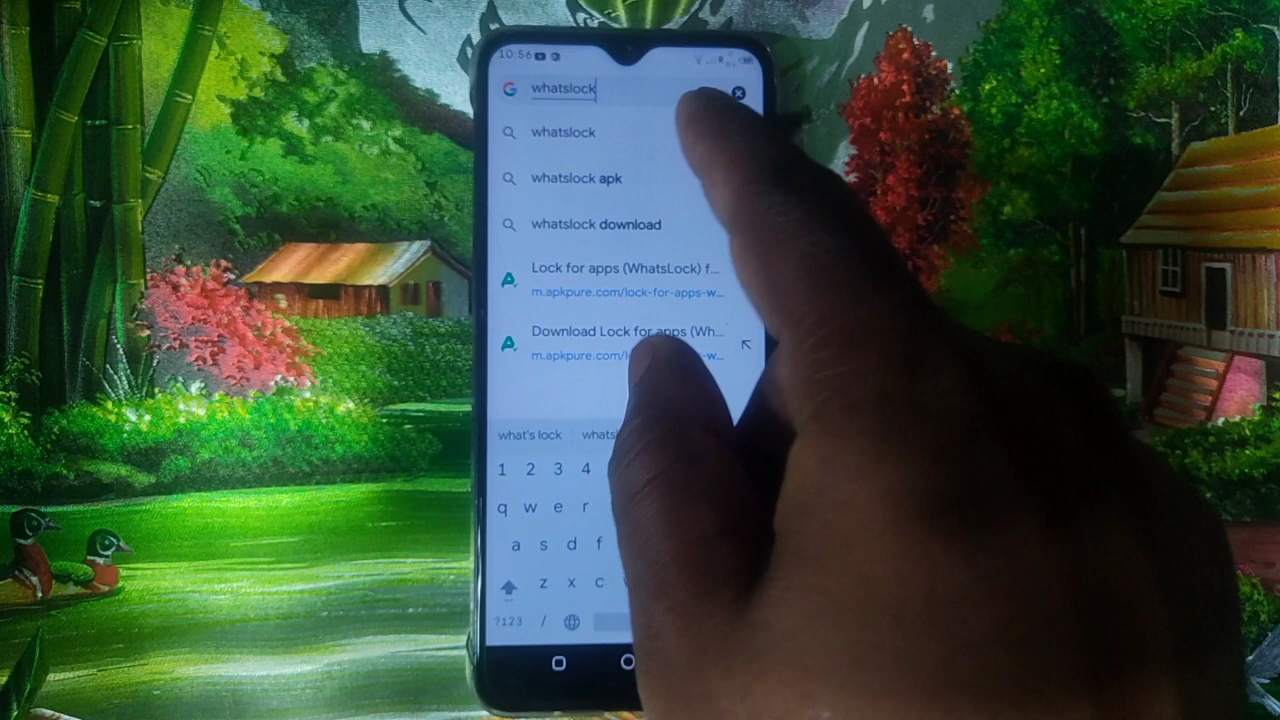 10:56
whatslock
whatslock
whatslock apk
whatslock download
Lock for apps (WhatsLock) f...
m.apkpure.com/lock-for-apps-w...
Download Lock for apps (Wh...
m.apkpure.com/l -w...
what's lock whats
1 2 3 4
q w e r
a s d f
z x c
?123 /